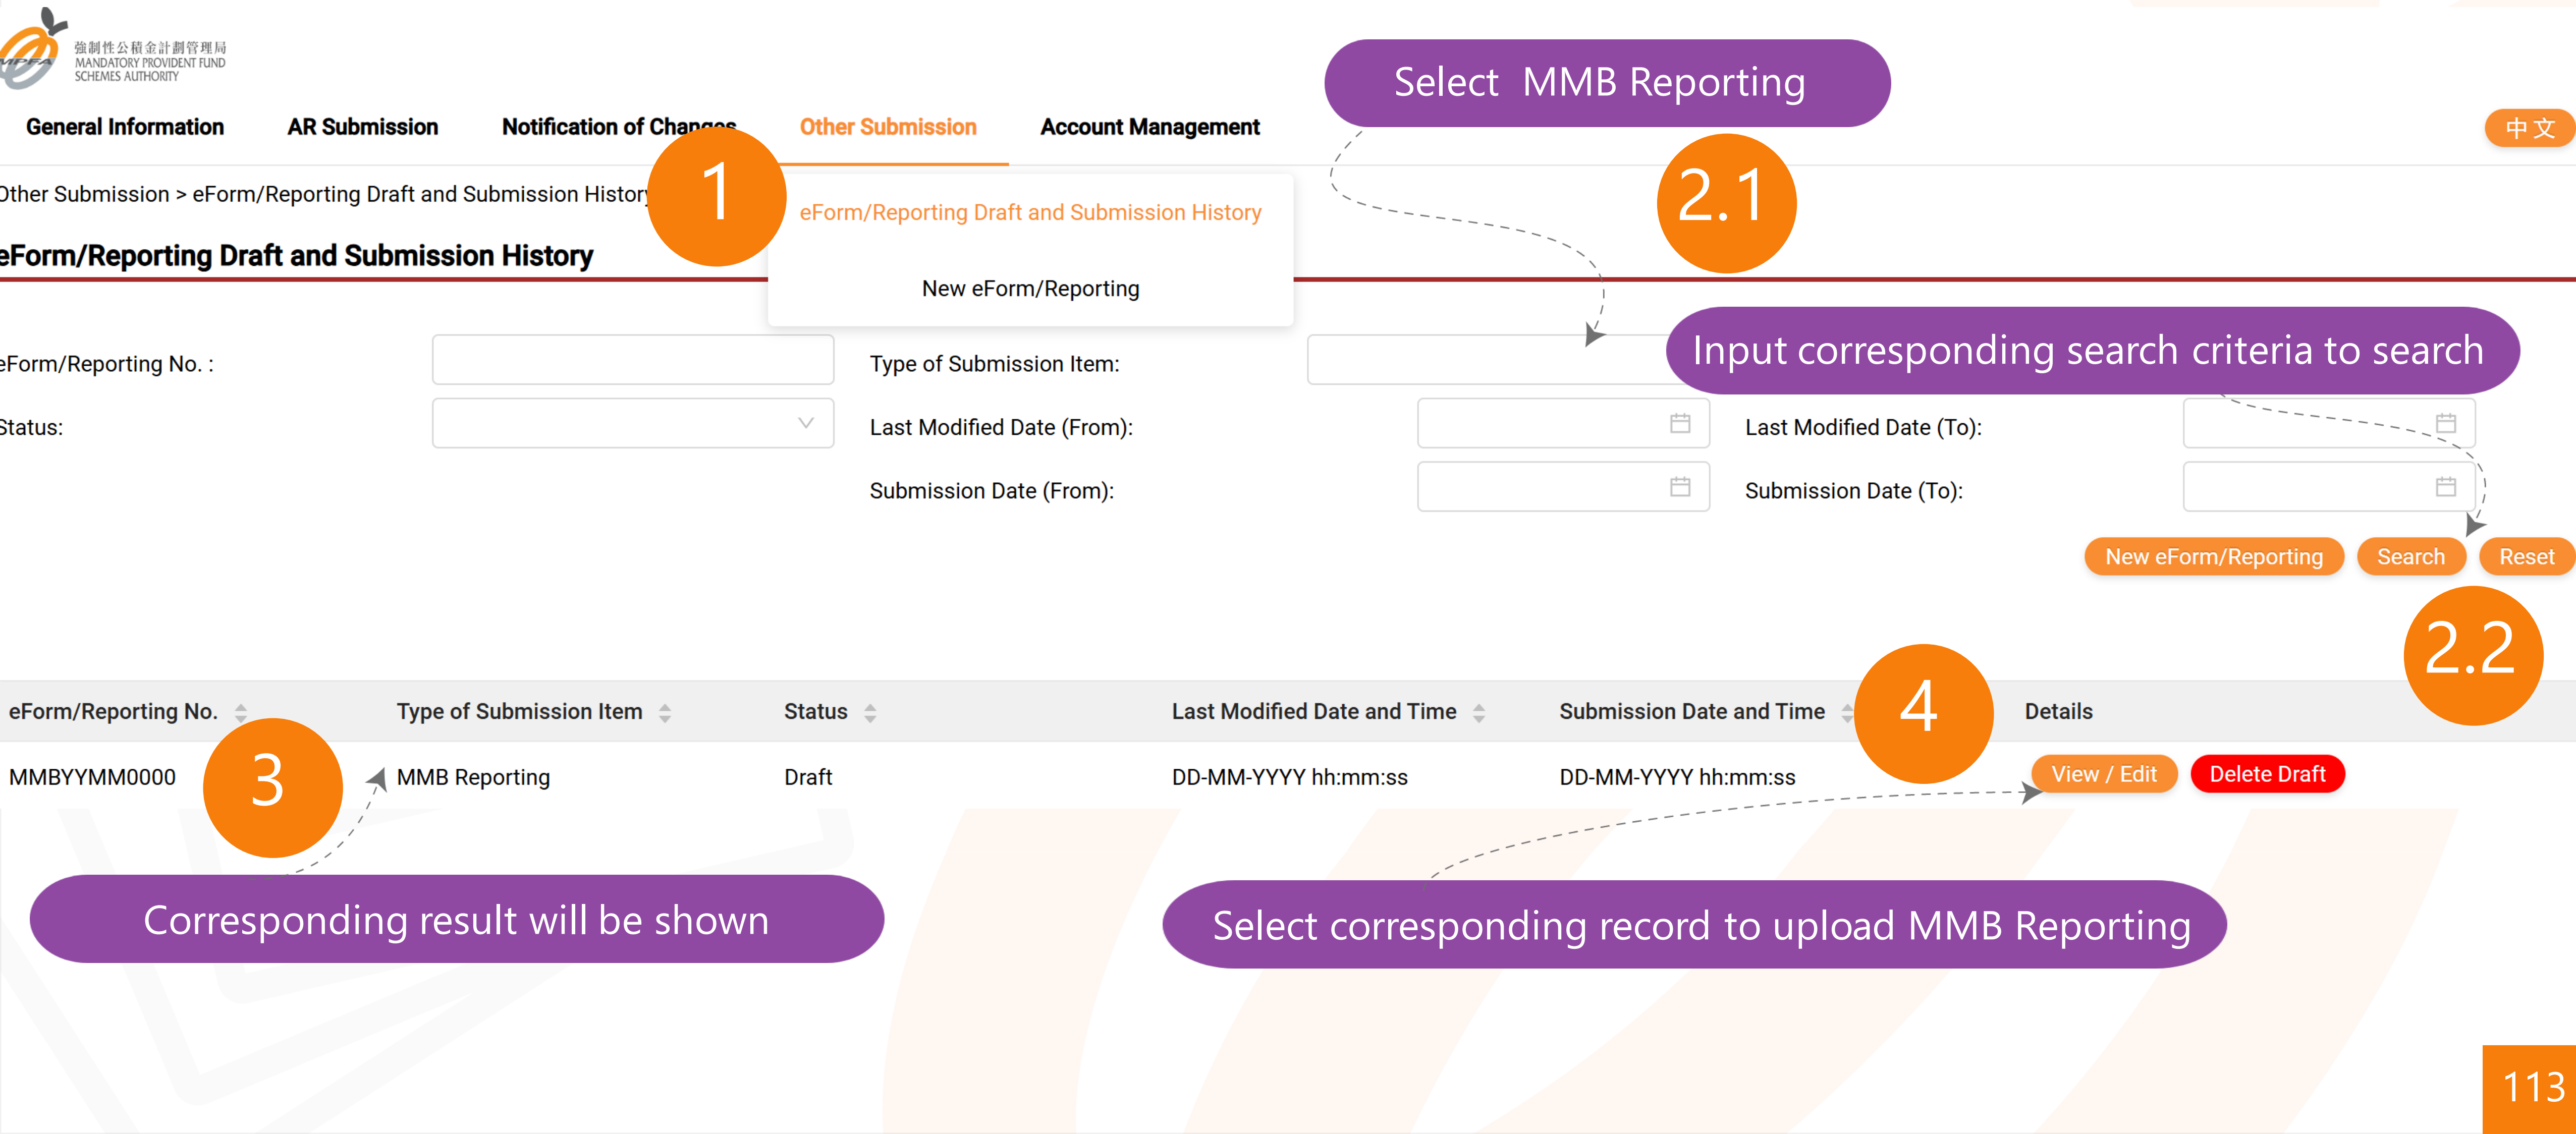 強制性公積金計劃管理局
MANDATORY PROVIDENT FUND
SCHEMES AUTHORITY
MPFA
Select MMB Reporting
General Information AR Submission Notification of Changes Other Submission Account Management 中文
Other Submission > eForm/Reporting Draft and Submission History
1
2.1
eForm/Reporting Draft and Submission History
eForm/Reporting Draft and Submission History
New eForm/Reporting
eForm/Reporting No. : Type of Submission Item:
Input corresponding search criteria to search
Status: Last Modified Date (From): Last Modified Date (To):
Submission Date (From): Submission Date (To):
New eForm/Reporting Search Reset
2.2
eForm/Reporting No. Type of Submission Item Status Last Modified Date and Time Submission Date and Time 4 Details
MMBYYMM0000 3 MMB Reporting Draft DD-MM-YYYY hh:mm:ss DD-MM-YYYY hh:mm:ss View / Edit Delete Draft
Corresponding result will be shown
Select corresponding record to upload MMB Reporting
113